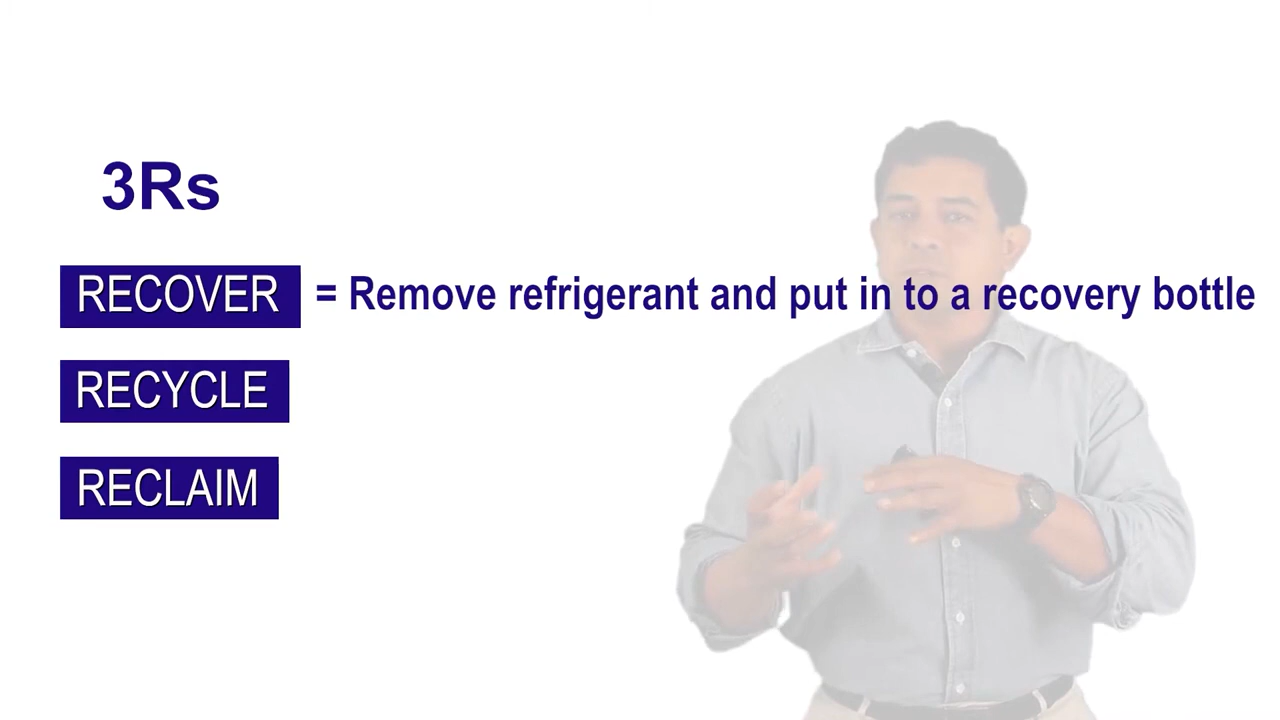 3Rs
RECOVER = Remove refrigerant and put in to a recovery bottle
RECYCLE
RECLAIM